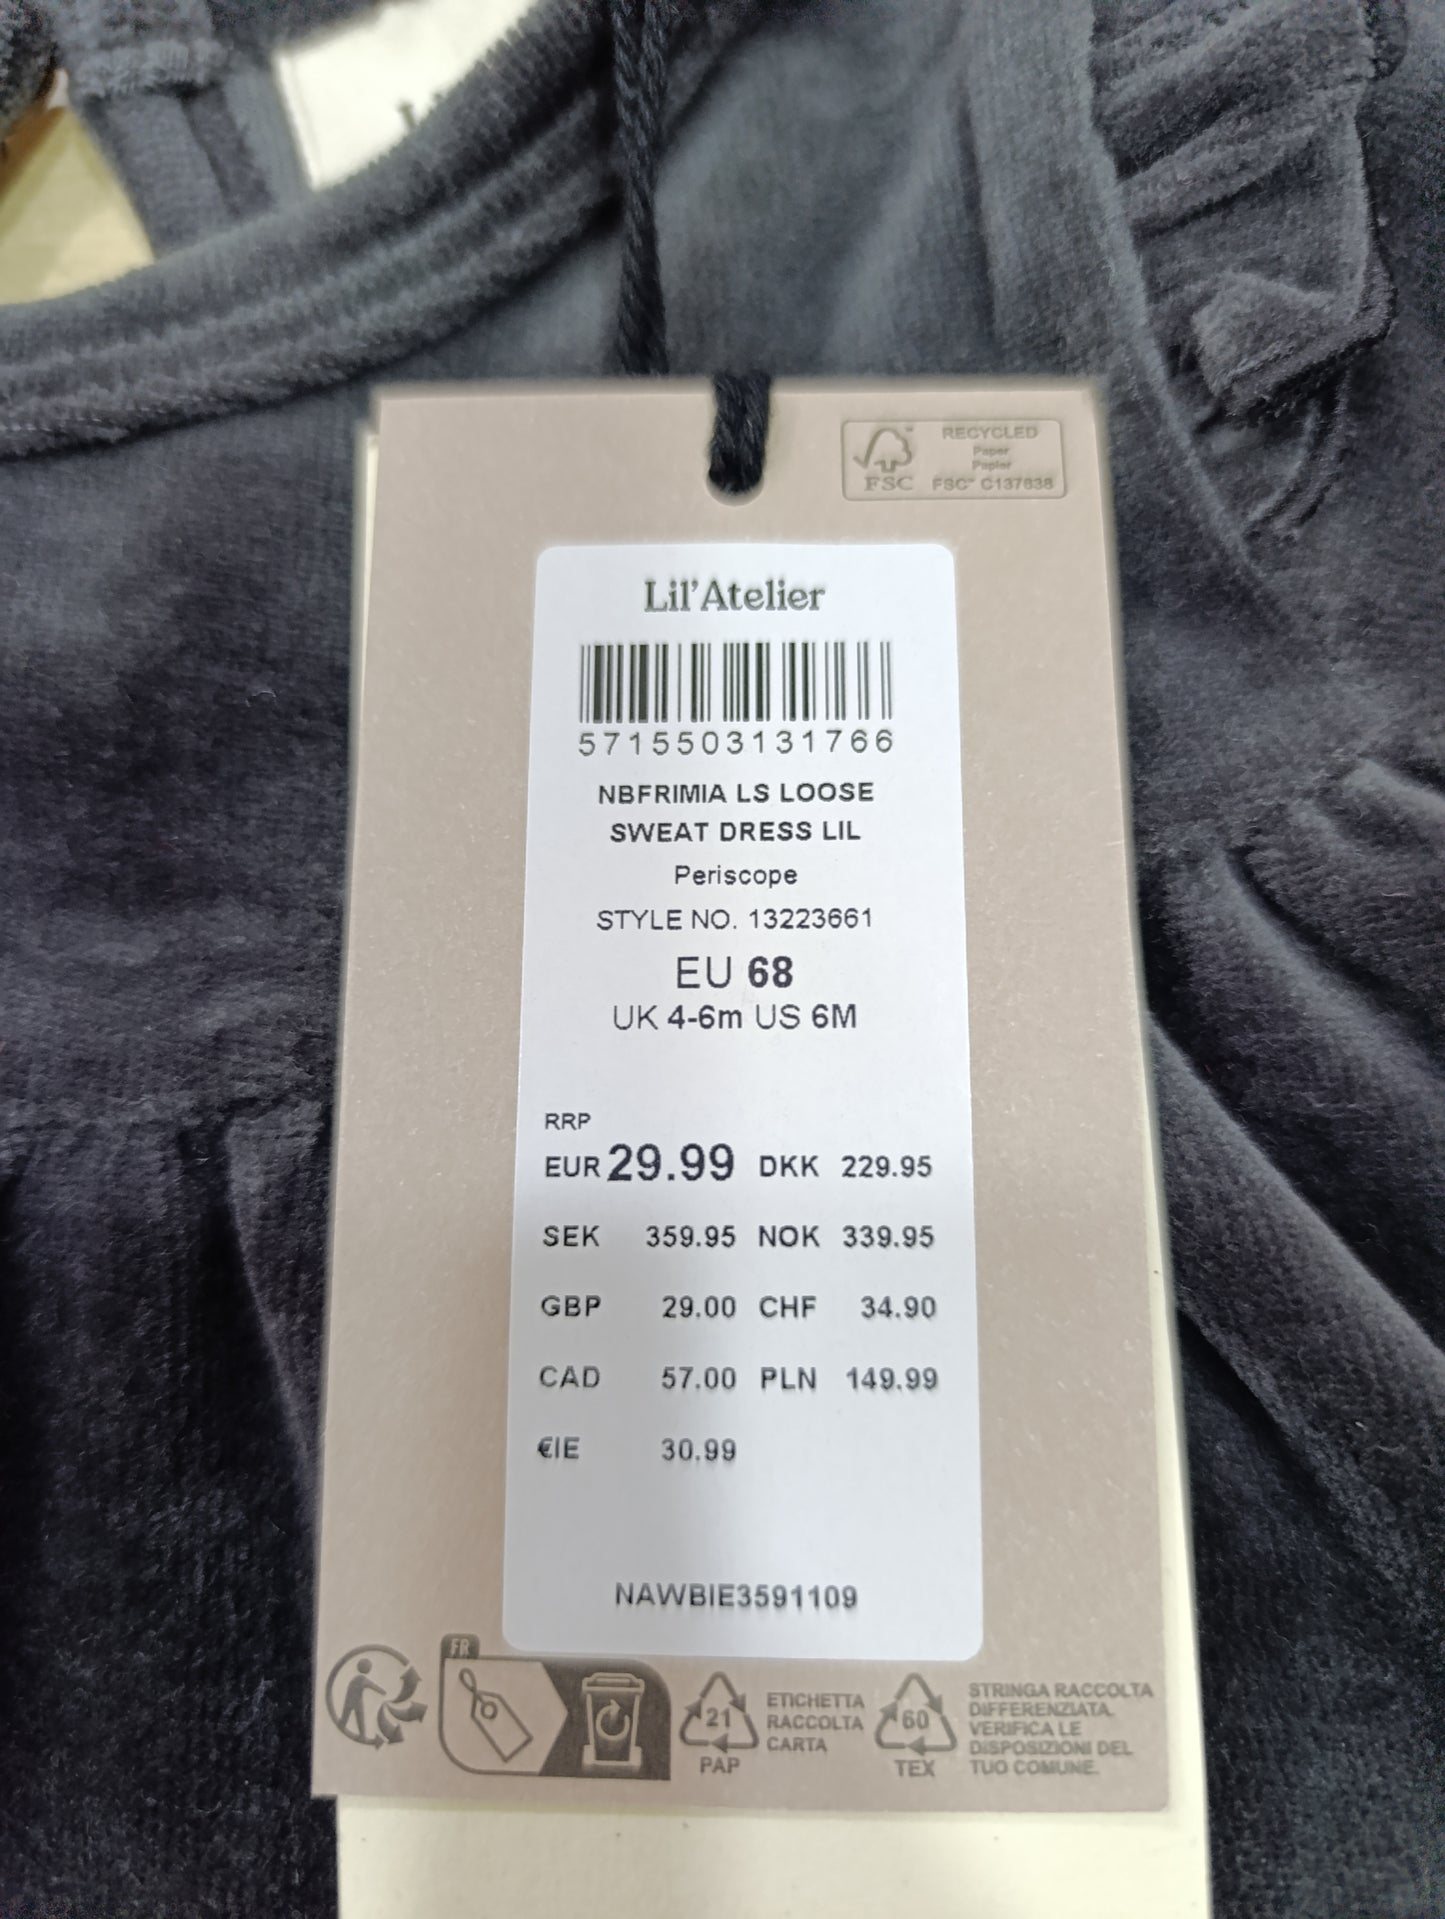 RECYCLED
Paper
Papier
FSC
FSC™ C137638
Lil'Atelier
5715503131766
NBFRIMIA LS LOOSE
SWEAT DRESS LIL
Periscope
STYLE NO. 13223661
EU 68
UK 4-6m US 6M
RRP
EUR 29.99 DKK 229.95
SEK 359.95 NOK 339.95
GBP 29.00 CHF 34.90
CAD 57.00 PLN 149.99
€IE 30.99
NAWBIE3591109
FR
21
PAP
ETICHETTA
RACCOLTA
CARTA
60
TEX
STRINGA RACCOLTA
DIFFERENZIATA.
VERIFICA LE
DISPOSIZIONI DEL
TUO COMUNE.